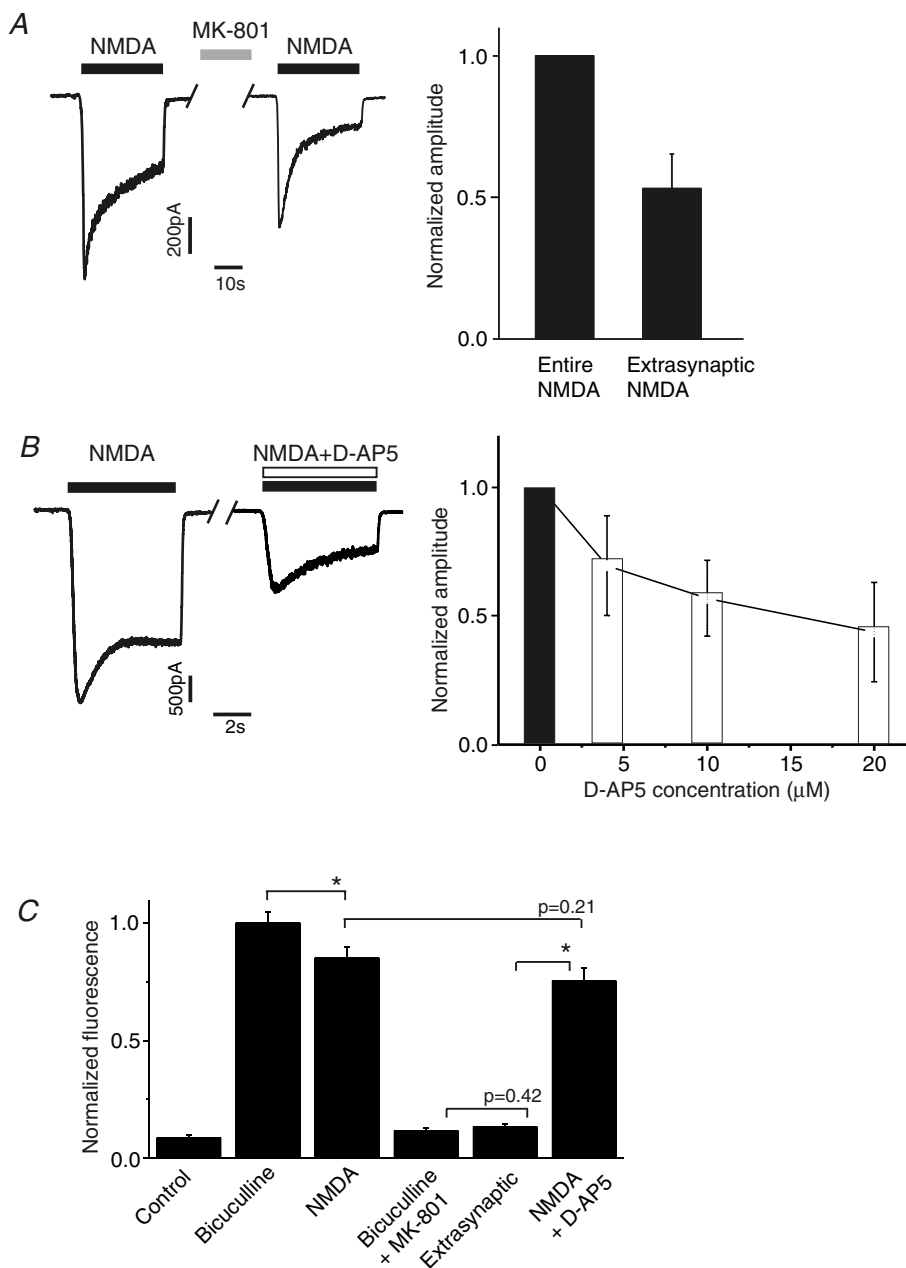 A
NMDA
MK-801
NMDA
200pA
10s
Normalized amplitude
1.0
0.5
0.0
Entire NMDA
Extrasynaptic NMDA
B
NMDA
NMDA+D-AP5
500pA
2s
Normalized amplitude
1.0
0.5
0.0
0 5 10 15 20
D-AP5 concentration (μM)
C
Normalized fluorescence
1.0
0.5
0.0
*
p=0.21
*
p=0.42
Control
Bicuculline
NMDA
Bicuculline + MK-801
Extrasynaptic
NMDA + D-AP5